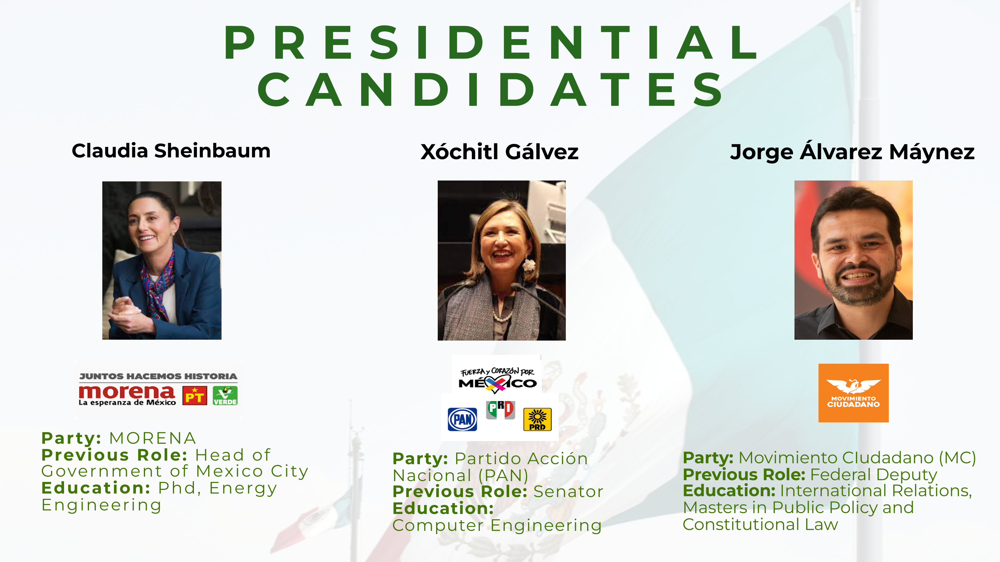 PRESIDENTIAL
CANDIDATES
Claudia Sheinbaum
JUNTOS HACEMOS HISTORIA
morena
La esperanza de México
PT
VERDE
Party: MORENA
Previous Role: Head of
Government of Mexico City
Education: Phd, Energy
Engineering
Xóchitl Gálvez
FUERZA y CORAZÓN POR
MÉXICO
PAN
PRI
PRD
Party: Partido Acción
Nacional (PAN)
Previous Role: Senator
Education:
Computer Engineering
Jorge Álvarez Máynez
MOVIMIENTO
CIUDADANO
Party: Movimiento CIudadano (MC)
Previous Role: Federal Deputy
Education: International Relations,
Masters in Public Policy and
Constitutional Law